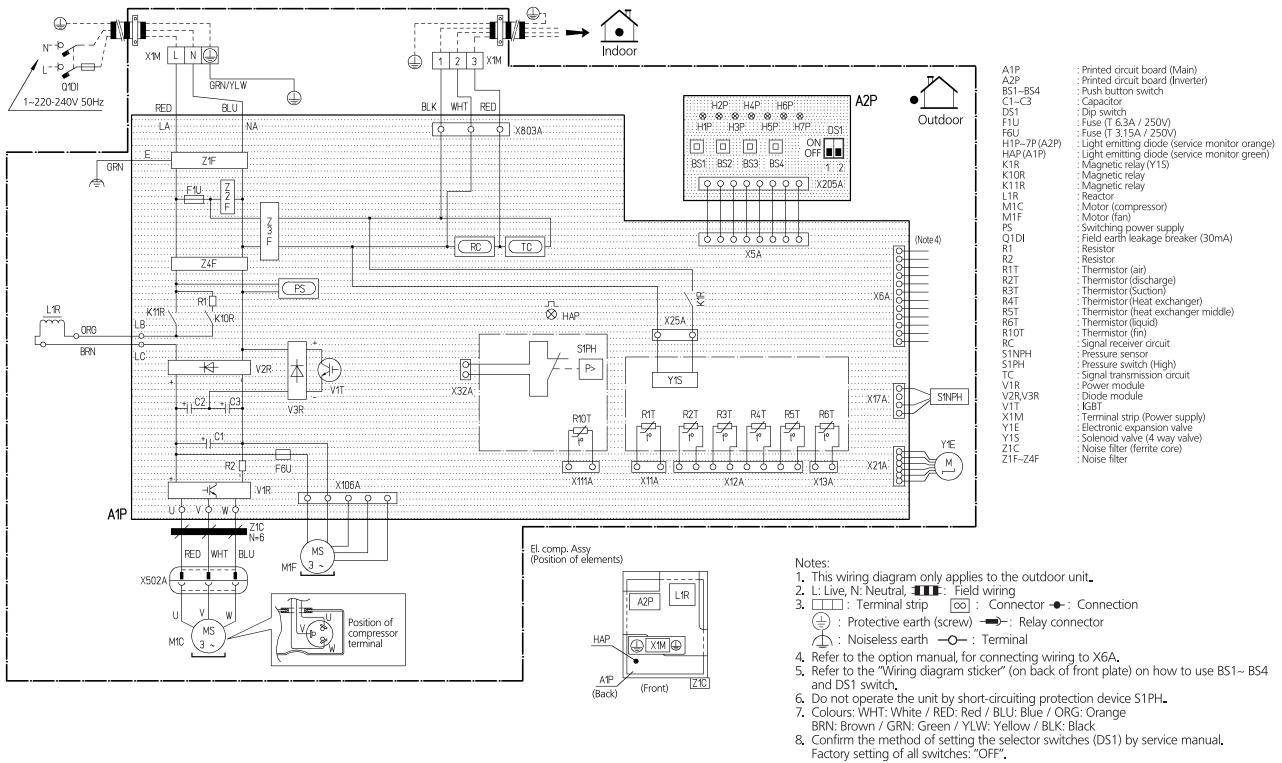 N
L
Q1DI
1~220-240V 50Hz
X1M
L
N
GRN/YLW
RED
BLU
LA
NA
1
2
3
X1M
BLK
WHT
RED
X803A
Indoor
Outdoor
A2P
H2P
H4P
H6P
H1P
H3P
H5P
H7P
DS1
ON
OFF
1
2
BS1
BS2
BS3
BS4
X205A
X5A
E
GRN
Z1F
F1U
Z2F
Z3F
Z4F
RC
TC
PS
R1
K11R
K10R
L1R
ORG
BRN
LB
LC
V2R
V3R
V1T
+
-
+
-
C2
+
C3
+
C1
+
R2
F6U
+
-
V1R
X106A
U
V
W
A1P
Z1C
N=6
RED
WHT
BLU
X502A
U
V
W
M1C
MS
3 ~
M1F
MS
3 ~
U
V
W
Position of
compressor
terminal
HAP
K1R
X25A
Y1S
S1PH
P>
X32A
R10T
t°
X111A
R1T
R2T
R3T
R4T
R5T
R6T
t°
t°
t°
t°
t°
t°
X11A
X12A
X13A
(Note 4)
X6A
X17A
S1NPH
X21A
Y1E
M
El. comp. Assy
(Position of elements)
A2P
L1R
HAP
X1M
A1P
(Back)
(Front)
Z1C
A1P : Printed circuit board (Main)
A2P : Printed circuit board (Inverter)
BS1~BS4 : Push button switch
C1~C3 : Capacitor
DS1 : Dip switch
F1U : Fuse (T 6.3A / 250V)
F6U : Fuse (T 3.15A / 250V)
H1P~7P (A2P) : Light emitting diode (service monitor orange)
HAP (A1P) : Light emitting diode (service monitor green)
K1R : Magnetic relay (Y1S)
K10R : Magnetic relay
K11R : Magnetic relay
L1R : Reactor
M1C : Motor (compressor)
M1F : Motor (fan)
PS : Switching power supply
Q1DI : Field earth leakage breaker (30mA)
R1 : Resistor
R2 : Resistor
R1T : Thermistor (air)
R2T : Thermistor (discharge)
R3T : Thermistor (Suction)
R4T : Thermistor (Heat exchanger)
R5T : Thermistor (heat exchanger middle)
R6T : Thermistor (liquid)
R10T : Thermistor (fin)
RC : Signal receiver circuit
S1NPH : Pressure sensor
S1PH : Pressure switch (High)
TC : Signal transmission circuit
V1R : Power module
V2R,V3R : Diode module
V1T : IGBT
X1M : Terminal strip (Power supply)
Y1E : Electronic expansion valve
Y1S : Solenoid valve (4 way valve)
Z1C : Noise filter (ferrite core)
Z1F~Z4F : Noise filter
Notes:
1. This wiring diagram only applies to the outdoor unit.
2. L: Live, N: Neutral, : Field wiring
3. : Terminal strip : Connector : Connection
: Protective earth (screw) : Relay connector
: Noiseless earth : Terminal
4. Refer to the option manual, for connecting wiring to X6A.
5. Refer to the "Wiring diagram sticker" (on back of front plate) on how to use BS1~ BS4
and DS1 switch.
6. Do not operate the unit by short-circuiting protection device S1PH.
7. Colours: WHT: White / RED: Red / BLU: Blue / ORG: Orange
BRN: Brown / GRN: Green / YLW: Yellow / BLK: Black
8. Confirm the method of setting the selector switches (DS1) by service manual.
Factory setting of all switches: "OFF".